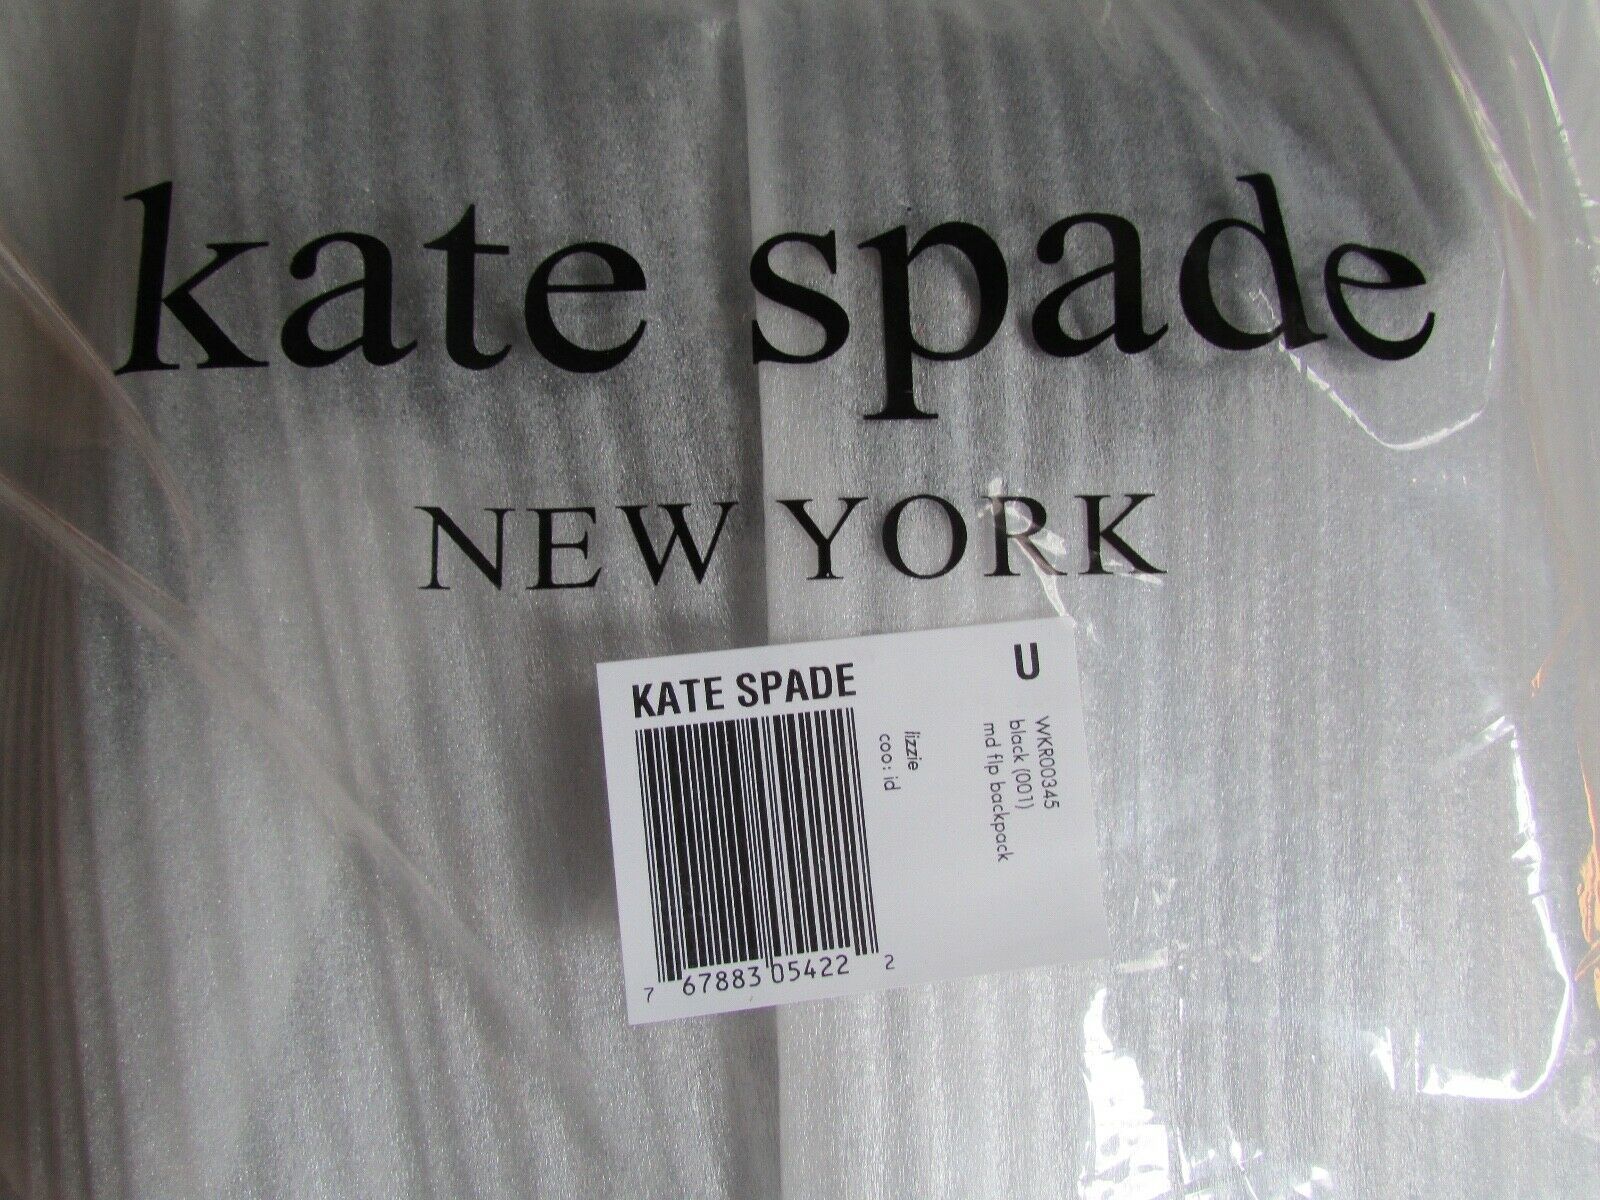 kate spade
NEW YORK
KATE SPADE
7 67883 05422 2
U
WKR00345
black (001)
md flp backpack
lizzie
coo: id